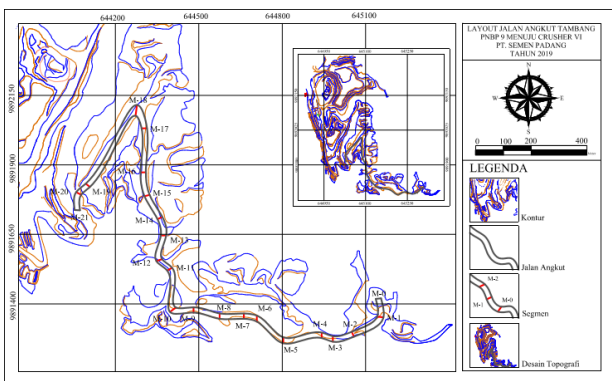 644200 644500 644800 645100
LAYOUT JALAN ANGKUT TAMBANG
PNBP 9 MENUJU CRUSHER VI
PT. SEMEN PADANG
TAHUN 2019
N
W E
S
0 100 200 400
LEGENDA
Kontur
Jalan Angkut
M-2
M-1
M-0
Segmen
Desain Topografi
9892150
9891900
9891650
9891400
M-18
M-17
M-16
M-20
M-19
M-15
M-21
M-14
M-13
M-12
M-11
M-0
M-10
M-9
M-8
M-7
M-6
M-5
M-4
M-3
M-2
M-1